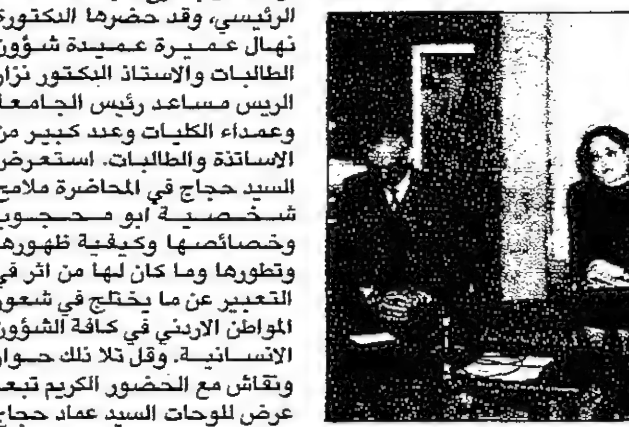 الرئيسي، وقد حضرها الدكتورة
نهال عميرة عميدة شؤون
الطالبات والاستاذ الدكتور نزار
الريس مساعد رئيس الجامعة
وعمداء الكليات وعدد كبير من
الاساتذة والطالبات. استعرض
السيد حجاج في المحاضرة ملامح
شخصية ابو محجوب
وخصائصها وكيفية ظهورها
وتطورها وما كان لها من اثر في
التعبير عن ما يختلج في شعور
المواطن الاردني في كافة الشؤون
الانسانية. وقل تلا ذلك حوار
ونقاش مع الحضور الكريم تبعه
عرض للوحات السيد عماد حجاج